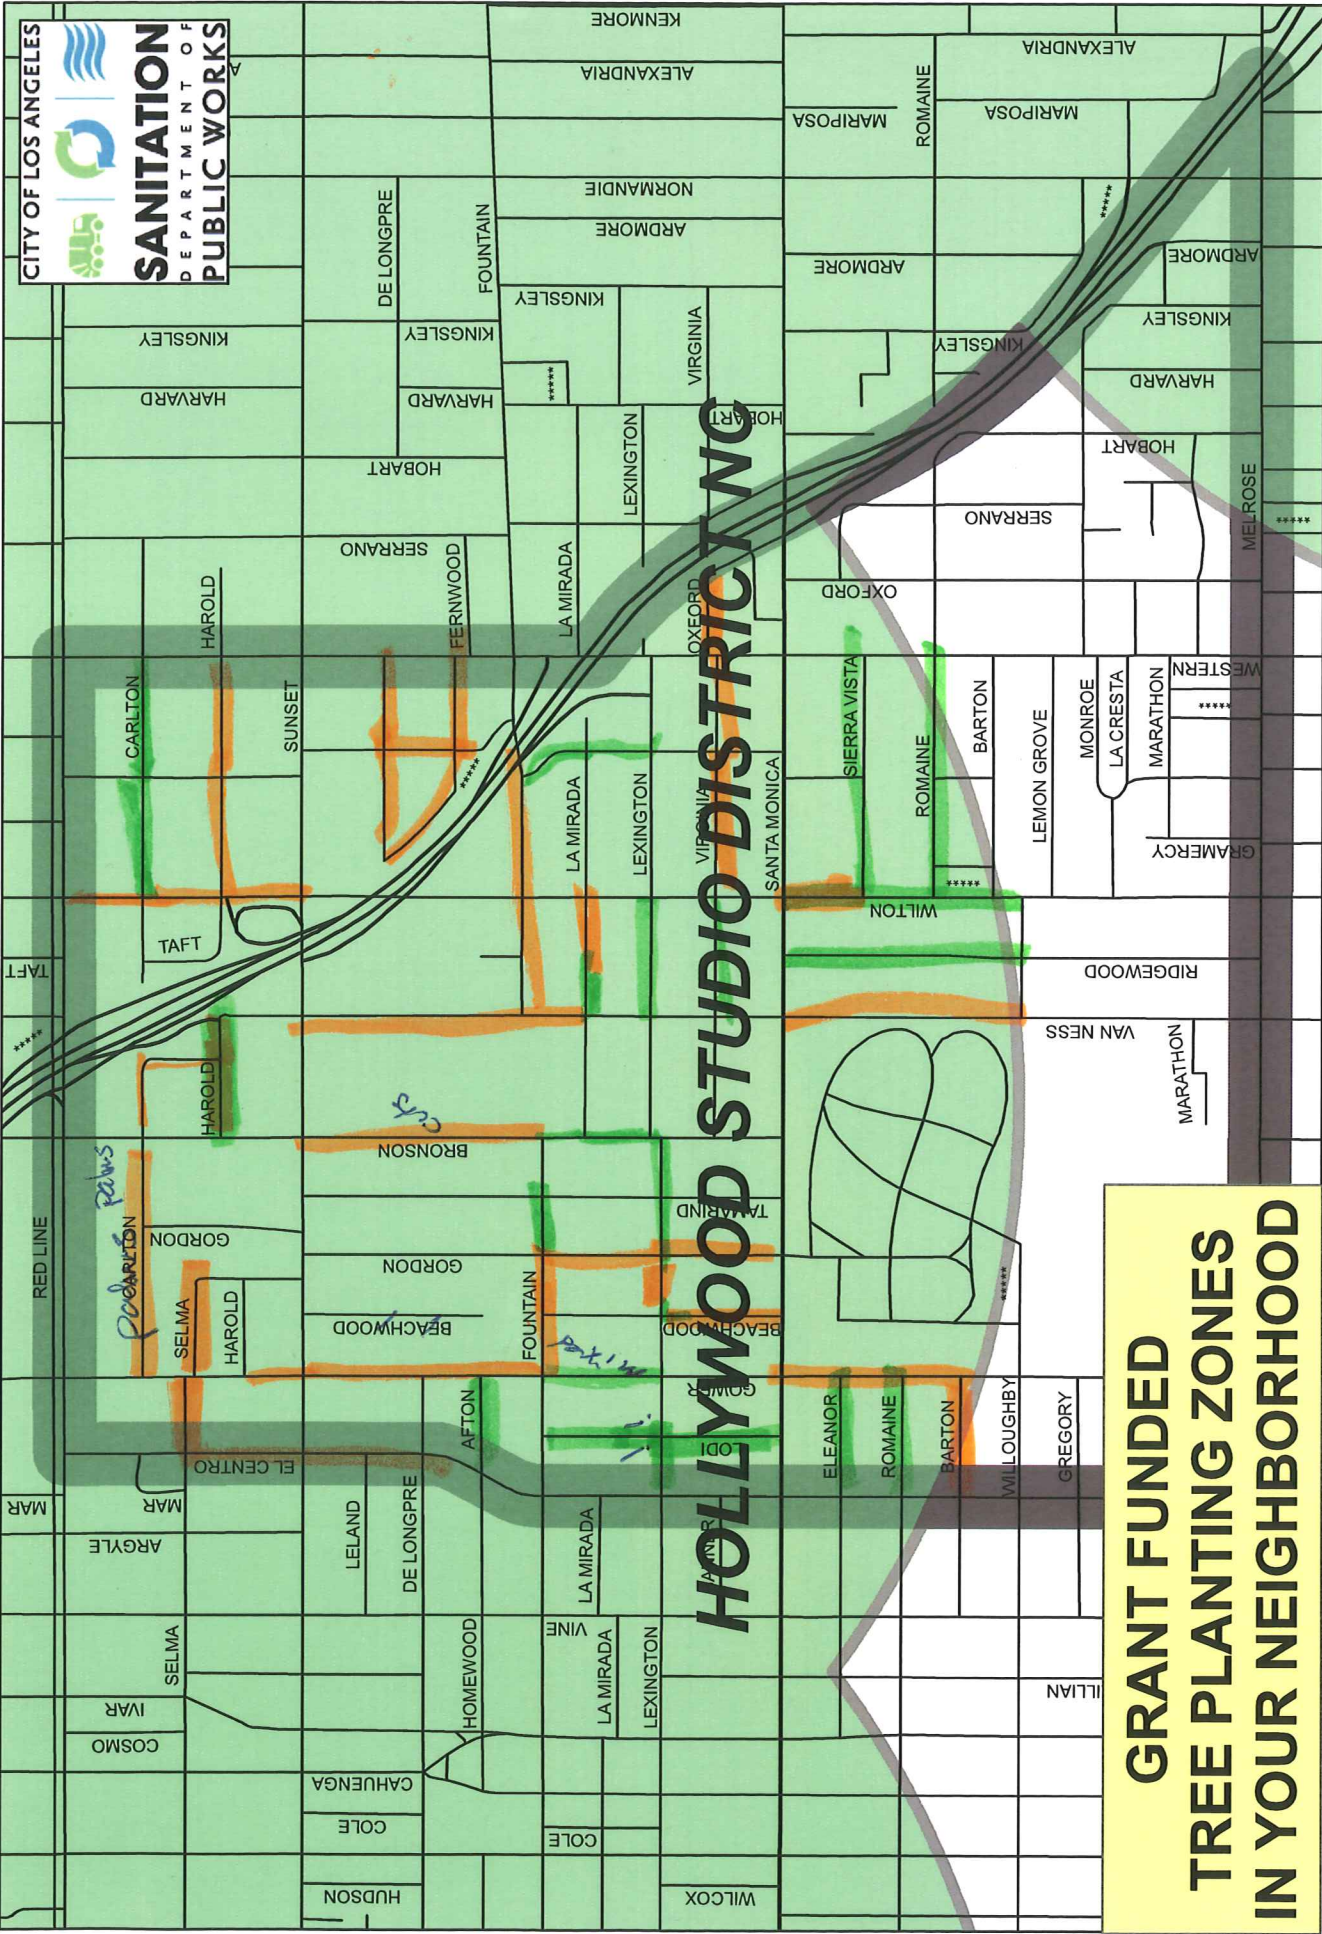 CITY OF LOS ANGELES
SANITATION
DEPARTMENT OF
PUBLIC WORKS
RED LINE
MAR
TAFT
*****
MAR
ARGYLE
IVAR
COSMO
SELMA
EL CENTRO
palms
CARLTON
GORDON
SELMA
HAROLD
HAROLD
TAFT
CARLTON
HAROLD
SUNSET
HARVARD
KINGSLEY
HUDSON
COLE
CAHUENGA
LELAND
DE LONGPRE
HOMEWOOD
AFTON
BEACHWOOD
GORDON
BRONSON
FERNWOOD
*****
SERRANO
HOBART
HARVARD
KINGSLEY
DE LONGPRE
FOUNTAIN
KENMORE
ALEXANDRIA
NORMANDIE
ARDMORE
KINGSLEY
*****
VIRGINIA
HOBART
LEXINGTON
LA MIRADA
OXFORD
LA MIRADA
LEXINGTON
VIRGINIA
FOUNTAIN
mixed
TAMARIND
BEACHWOOD
GOWER
LODI
LA MIRADA
VINE
LA MIRADA
LEXINGTON
COLE
WILCOX
HOLLYWOOD STUDIO DISTRICT NC
SANTA MONICA
MARIPOSA
ROMAINE
ALEXANDRIA
MARIPOSA
*****
ARDMORE
ARDMORE
KINGSLEY
KINGSLEY
HARVARD
HOBART
SERRANO
OXFORD
MELROSE
*****
SIERRA VISTA
ROMAINE
BARTON
LEMON GROVE
MONROE
LA CRESTA
MARATHON
WESTERN
*****
GRAMERCY
*****
WILTON
RIDGEWOOD
VAN NESS
MARATHON
*****
ELEANOR
ROMAINE
BARTON
WILLOUGHBY
GREGORY
GRANT FUNDED
TREE PLANTING ZONES
IN YOUR NEIGHBORHOOD